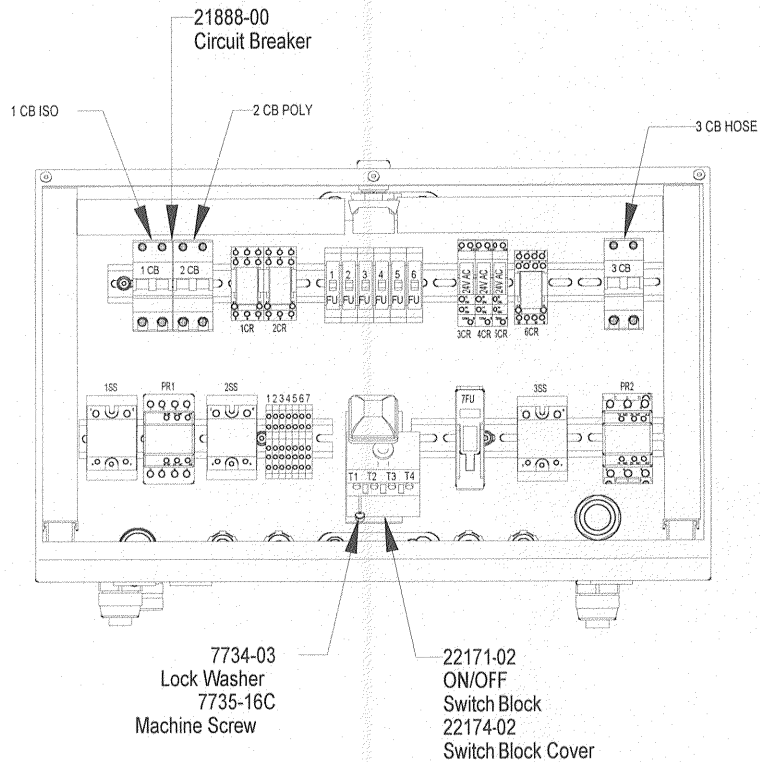 21888-00
Circuit Breaker
1 CB ISO
2 CB POLY
3 CB HOSE
1 CB
2 CB
1CR
2CR
1 2 3 4 5 6
FU FU FU FU FU FU
24V AC 24V AC 24V AC
3CR 4CR 5CR
6CR
3 CB
1SS
PR1
2SS
1 2 3 4 5 6 7
7FU
3SS
PR2
T1 T2 T3 T4
7734-03
Lock Washer
7735-16C
Machine Screw
22171-02
ON/OFF
Switch Block
22174-02
Switch Block Cover